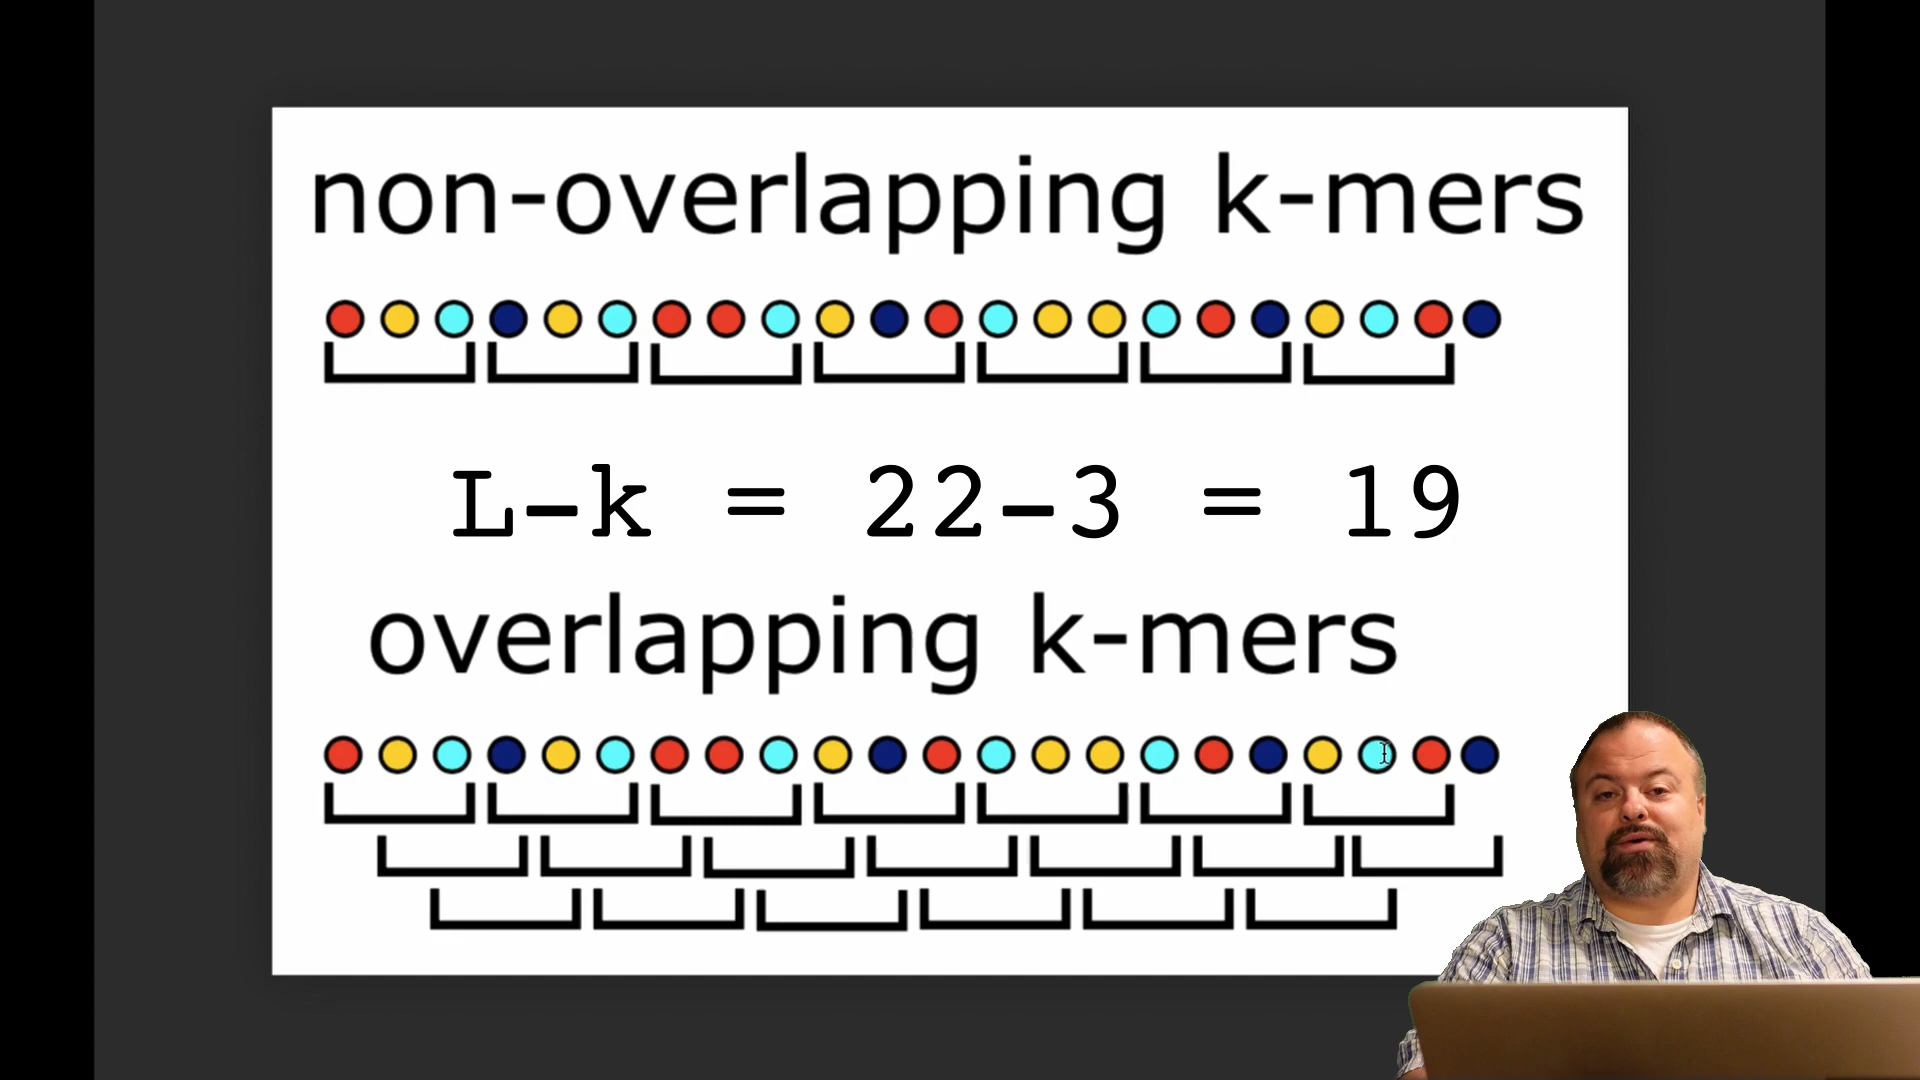 non-overlapping k-mers
L-k = 22-3 = 19
overlapping k-mers